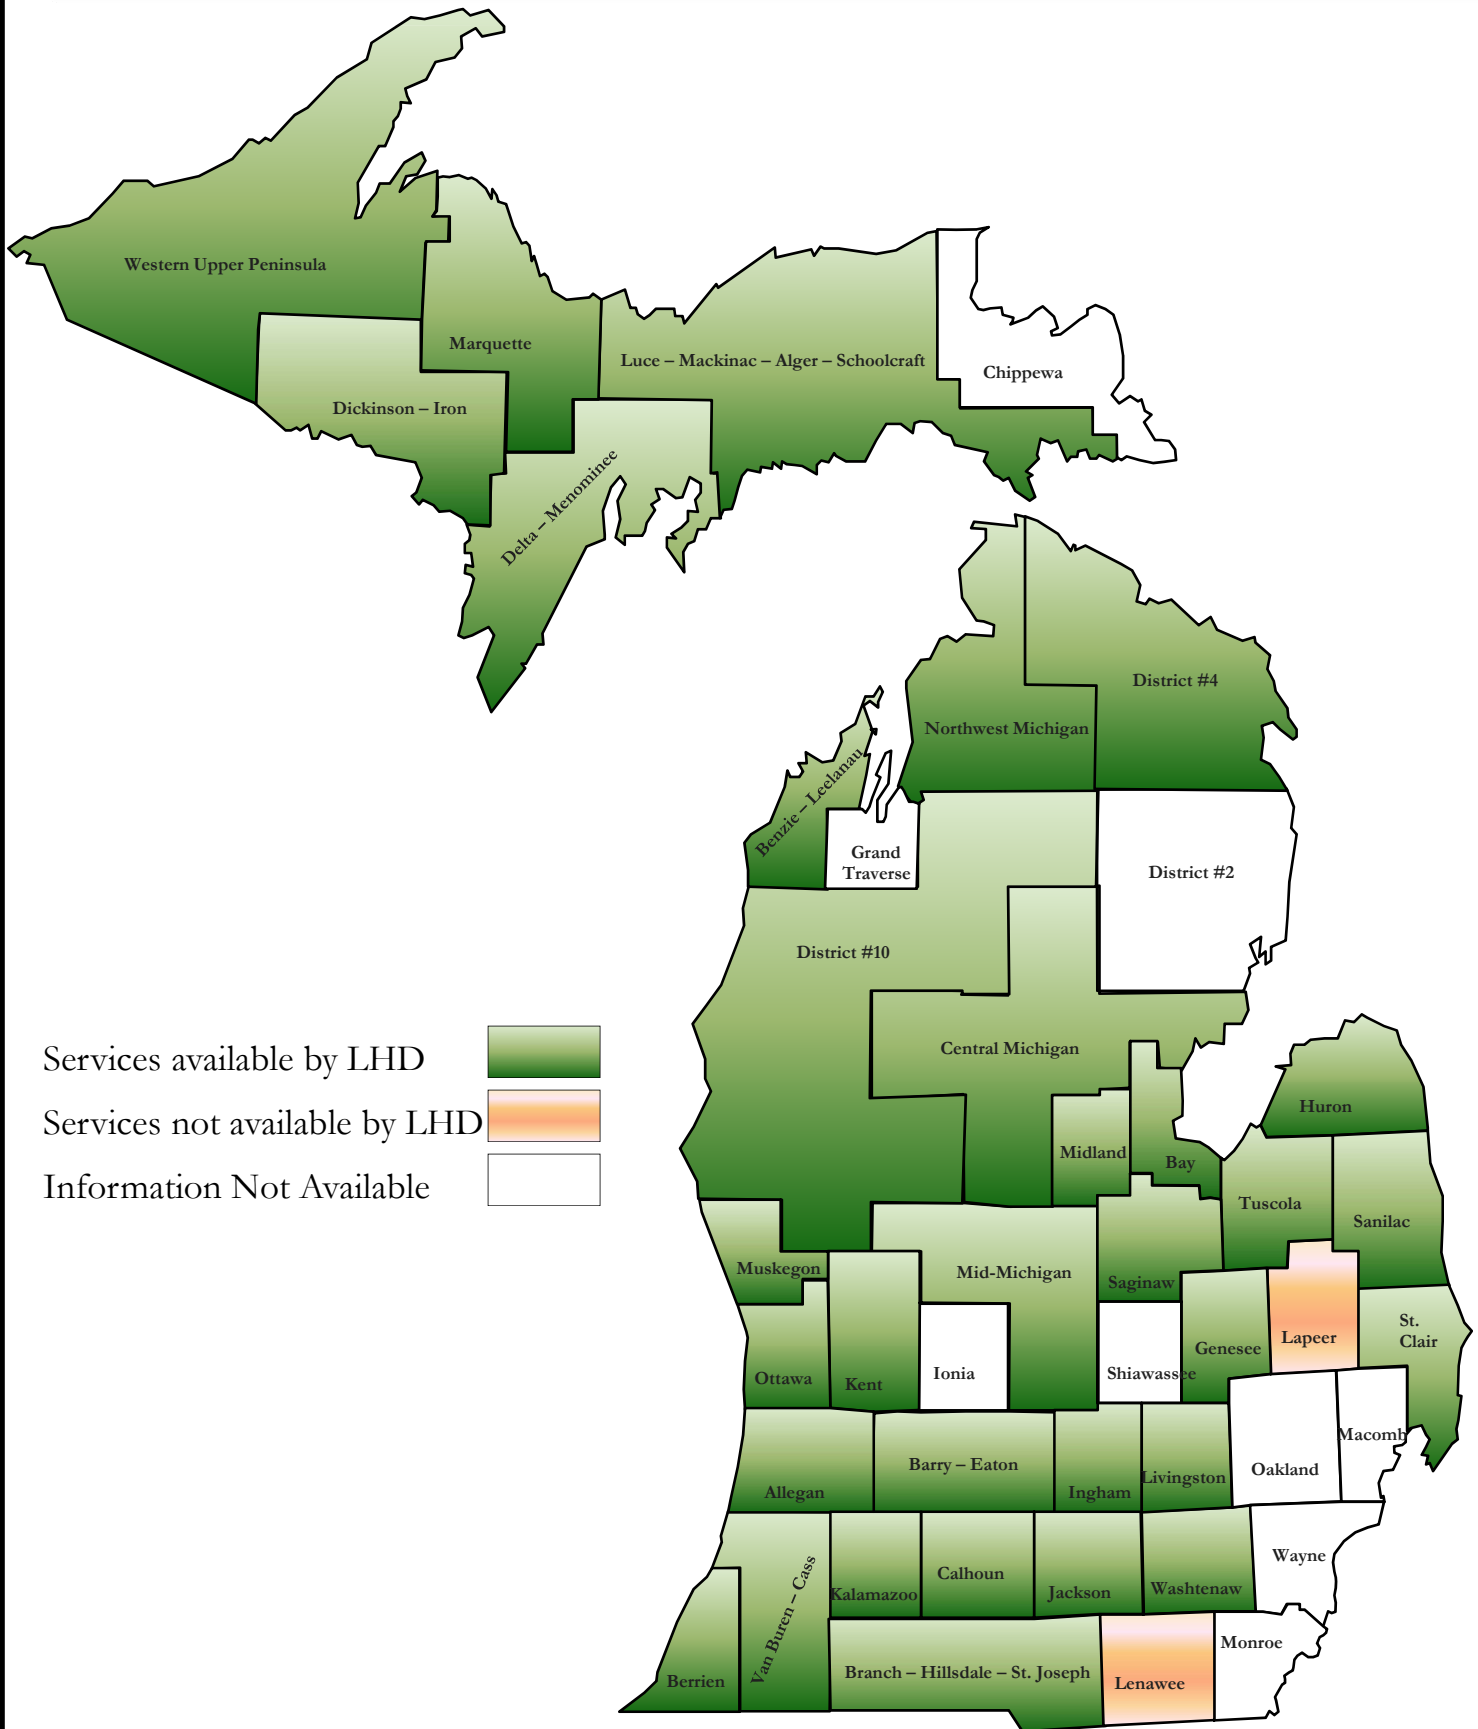 Western Upper Peninsula
Marquette
Luce – Mackinac – Alger – Schoolcraft
Chippewa
Dickinson – Iron
Delta – Menominee
District #4
Northwest Michigan
Benzie – Leelanau
Grand
Traverse
District #2
District #10
Central Michigan
Services available by LHD
Services not available by LHD
Information Not Available
Huron
Midland
Bay
Tuscola
Sanilac
Muskegon
Mid-Michigan
Saginaw
St.
Clair
Lapeer
Genesee
Ottawa
Kent
Ionia
Shiawassee
Macomb
Barry – Eaton
Oakland
Livingston
Allegan
Ingham
Wayne
Van Buren – Cass
Calhoun
Kalamazoo
Jackson
Washtenaw
Monroe
Branch – Hillsdale – St. Joseph
Berrien
Lenawee